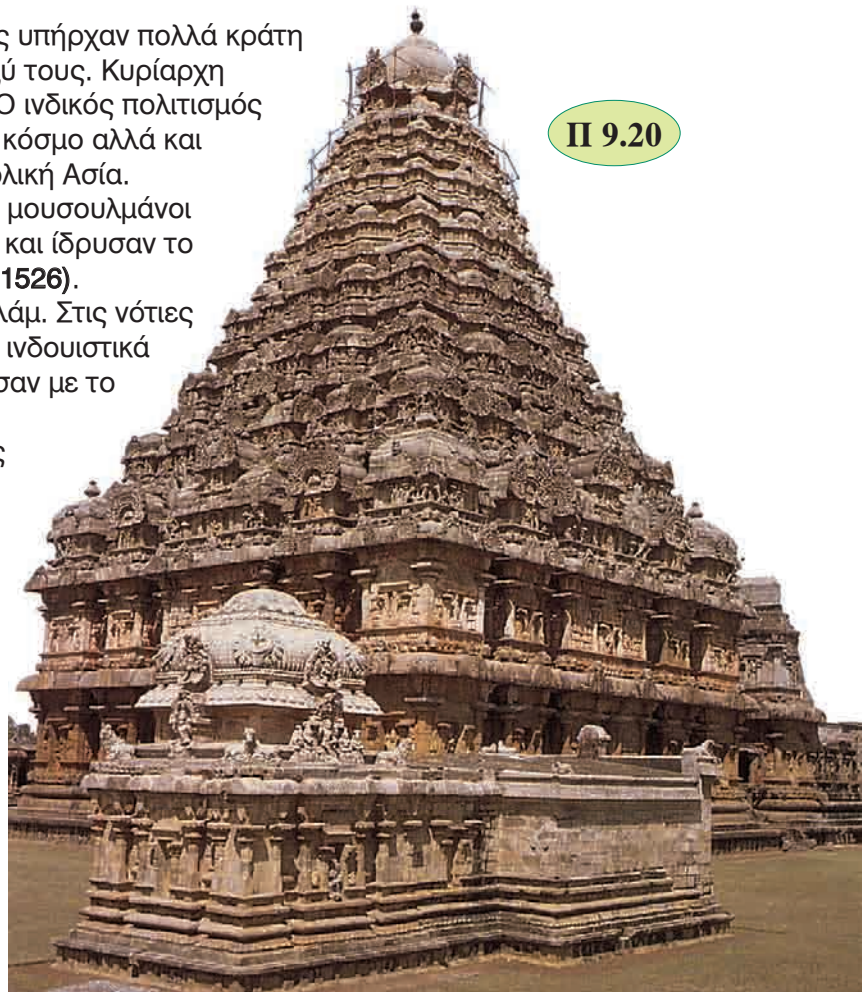 ς υπήρχαν πολλά κράτη
ύ τους. Κυρίαρχη
Ο ινδικός πολιτισμός
κόσμο αλλά και
ολική Ασία.
μουσουλμάνοι
και ίδρυσαν το
1526).
λάμ. Στις νότιες
ινδουιστικά
σαν με το
ς
Π 9.20